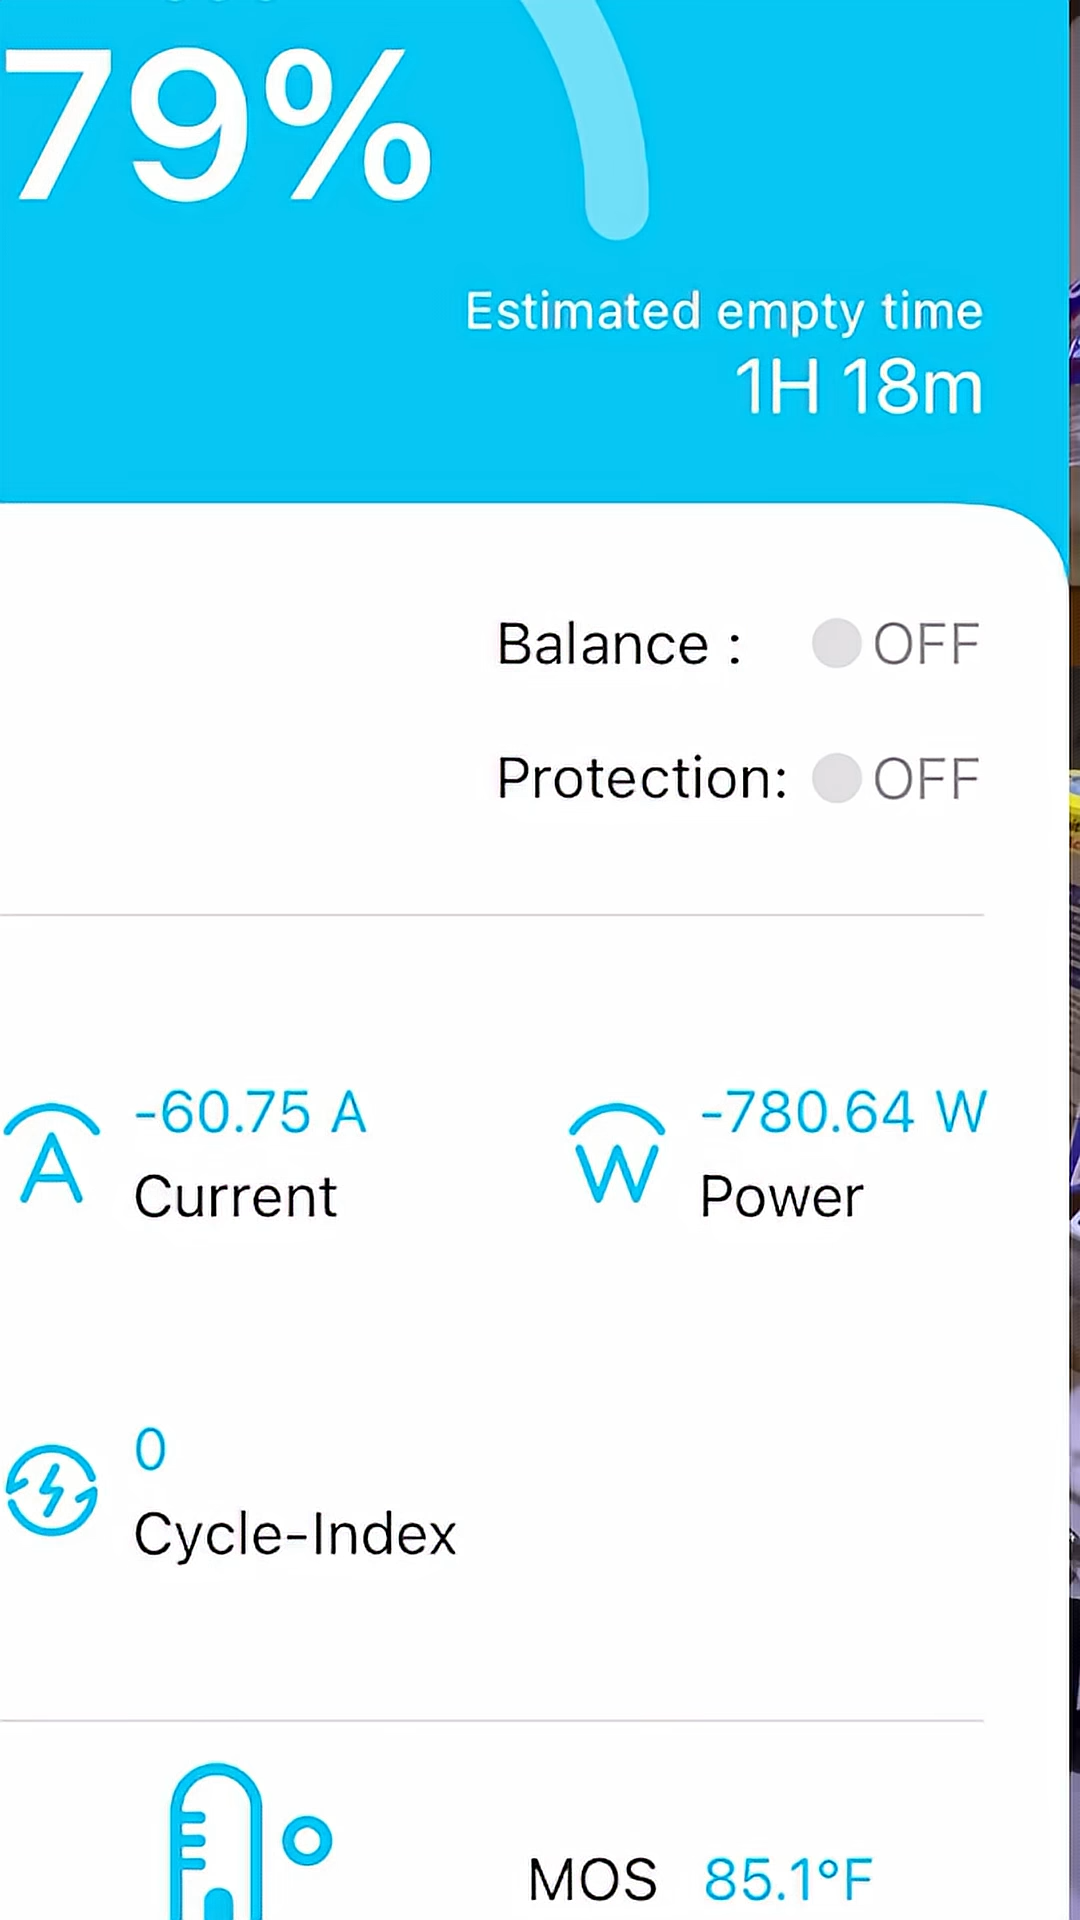 79%
Estimated empty time
1H 18m
Balance : OFF
Protection: OFF
-60.75 A
Current
-780.64 W
Power
0
Cycle-Index
MOS 85.1°F